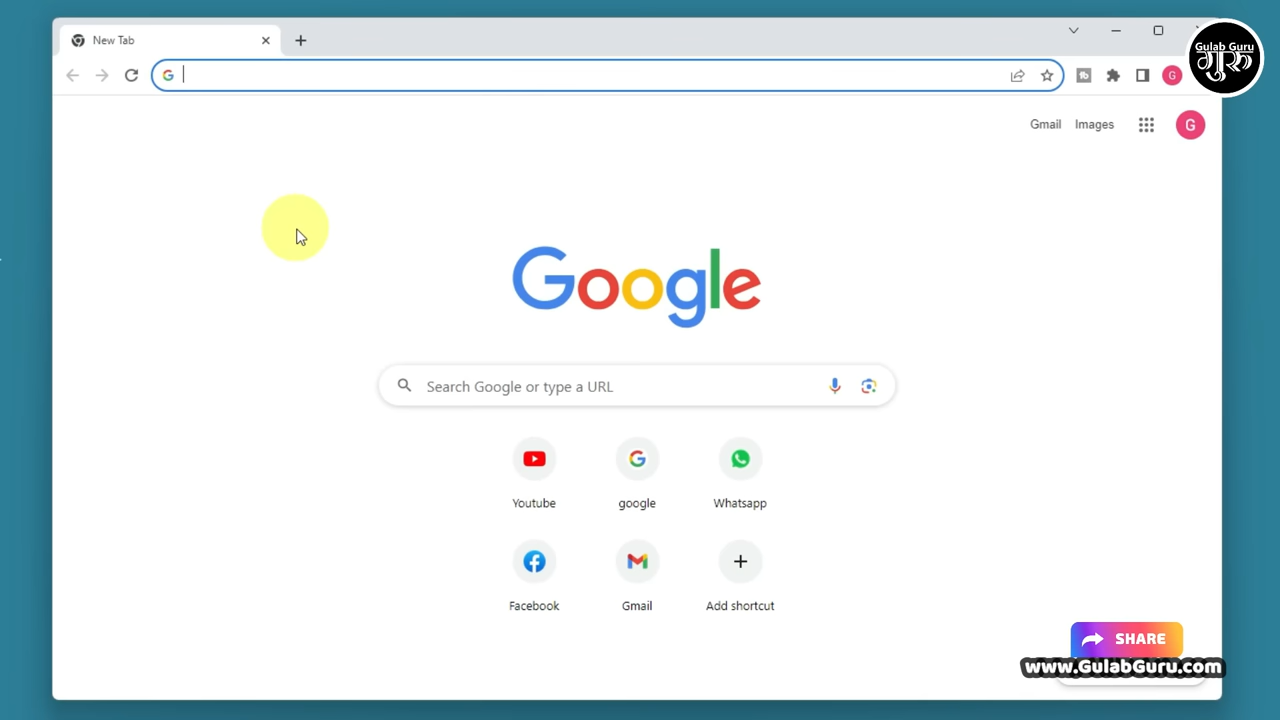 New Tab
Gulab Guru
गुरु
G
Gmail Images
G
Google
Search Google or type a URL
Youtube google Whatsapp
Facebook Gmail Add shortcut
SHARE
www.GulabGuru.com